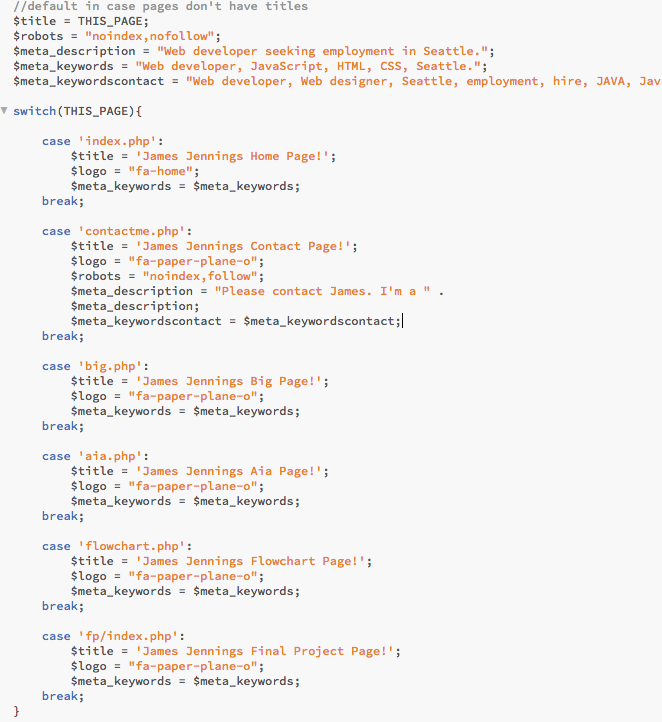 //default in case pages don't have titles
$title = THIS_PAGE;
$robots = "noindex,nofollow";
$meta_description = "Web developer seeking employment in Seattle.";
$meta_keywords = "Web developer, JavaScript, HTML, CSS, Seattle.";
$meta_keywordscontact = "Web developer, Web designer, Seattle, employment, hire, JAVA, Jav
switch(THIS_PAGE){
case 'index.php':
$title = 'James Jennings Home Page!';
$logo = "fa-home";
$meta_keywords = $meta_keywords;
break;
case 'contactme.php':
$title = 'James Jennings Contact Page!';
$logo = "fa-paper-plane-o";
$robots = "noindex,follow";
$meta_description = "Please contact James. I'm a " .
$meta_description;
$meta_keywordscontact = $meta_keywordscontact;
break;
case 'big.php':
$title = 'James Jennings Big Page!';
$logo = "fa-paper-plane-o";
$meta_keywords = $meta_keywords;
break;
case 'aia.php':
$title = 'James Jennings Aia Page!';
$logo = "fa-paper-plane-o";
$meta_keywords = $meta_keywords;
break;
case 'flowchart.php':
$title = 'James Jennings Flowchart Page!';
$logo = "fa-paper-plane-o";
$meta_keywords = $meta_keywords;
break;
case 'fp/index.php':
$title = 'James Jennings Final Project Page!';
$logo = "fa-paper-plane-o";
$meta_keywords = $meta_keywords;
break;
}